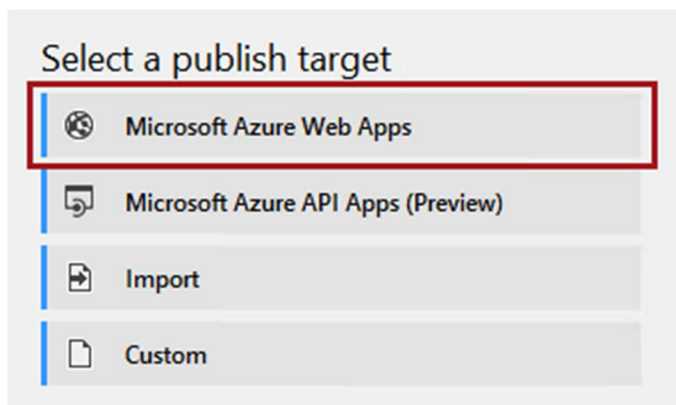 Select a publish target
Microsoft Azure Web Apps
Microsoft Azure API Apps (Preview)
Import
Custom